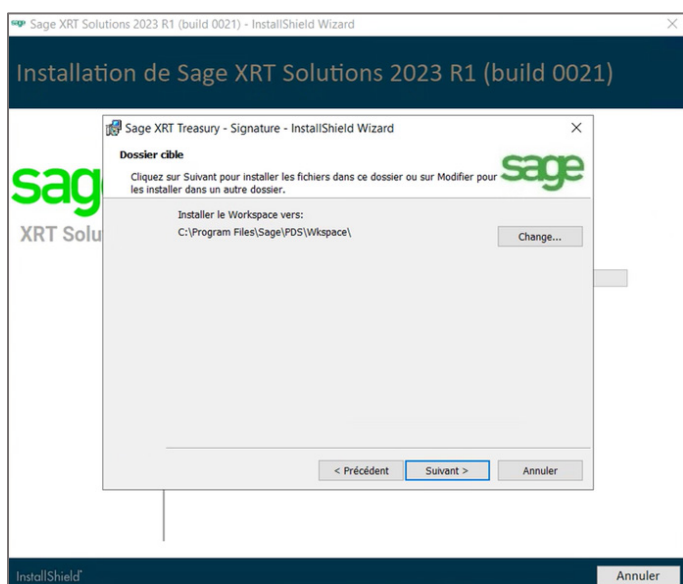 sage Sage XRT Solutions 2023 R1 (build 0021) - InstallShield Wizard
Installation de Sage XRT Solutions 2023 R1 (build 0021)
Sage XRT Treasury - Signature - InstallShield Wizard
Dossier cible
Cliquez sur Suivant pour installer les fichiers dans ce dossier ou sur Modifier pour
les installer dans un autre dossier.
sage
sag
XRT Solu
Installer le Workspace vers:
C:\Program Files\Sage\PDS\Wkspace\
Change...
< Précédent
Suivant >
Annuler
InstallShield
Annuler